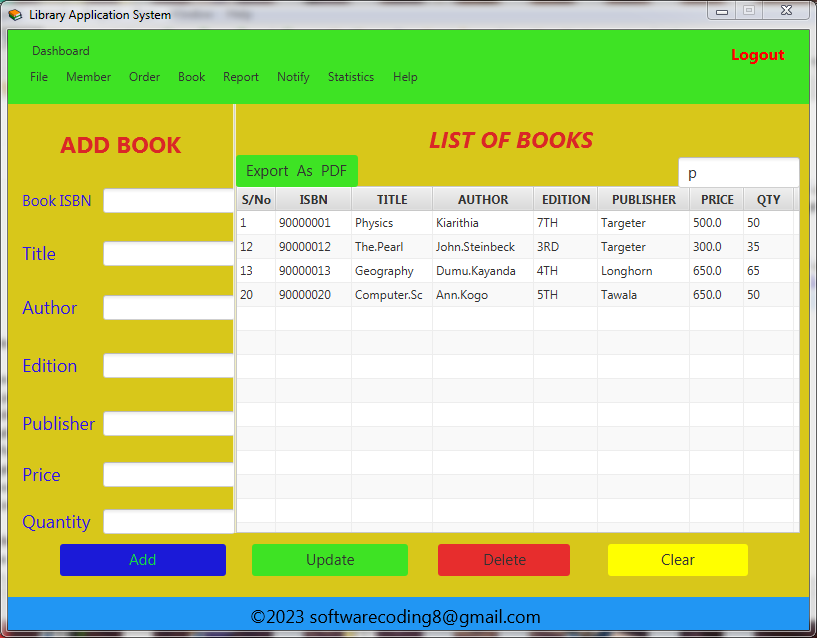 Library Application System
Dashboard
Logout
File Member Order Book Report Notify Statistics Help
ADD BOOK
LIST OF BOOKS
Export As PDF
p
Book ISBN
Title
Author
Edition
Publisher
Price
Quantity
S/No ISBN TITLE AUTHOR EDITION PUBLISHER PRICE QTY
1 90000001 Physics Kiarithia 7TH Targeter 500.0 50
12 90000012 The.Pearl John.Steinbeck 3RD Targeter 300.0 35
13 90000013 Geography Dumu.Kayanda 4TH Longhorn 650.0 65
20 90000020 Computer.Sc Ann.Kogo 5TH Tawala 650.0 50
Add Update Delete Clear
©2023 softwarecoding8@gmail.com